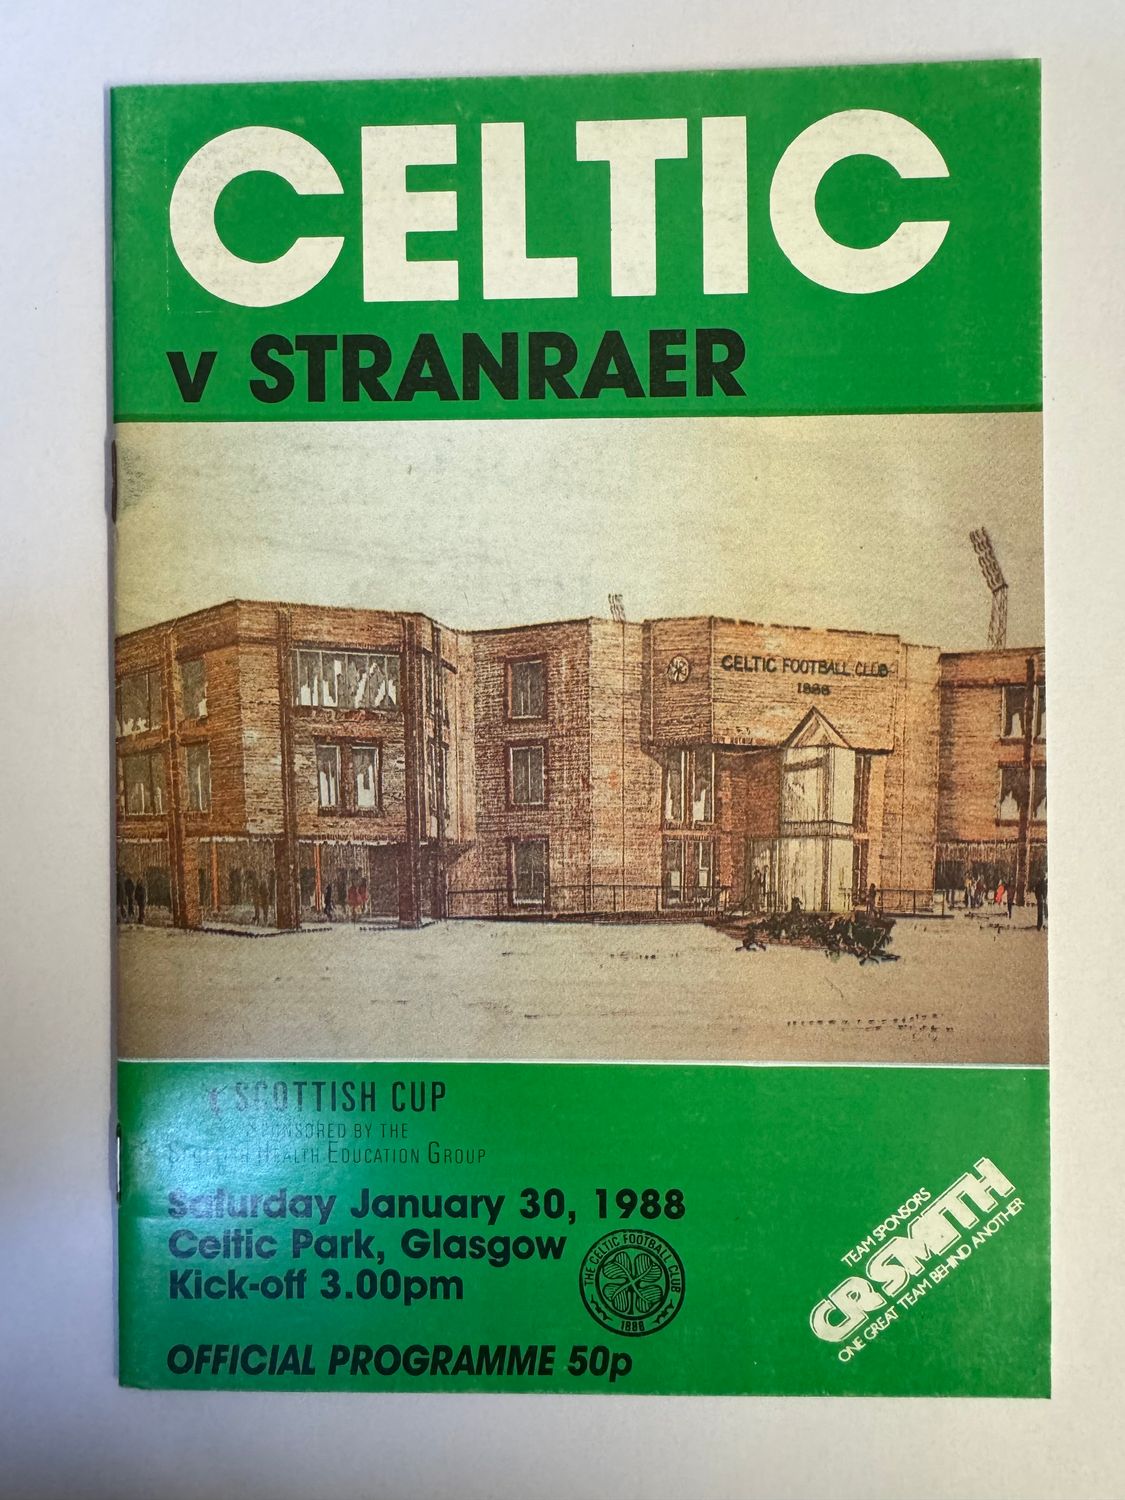 CELTIC
v STRANRAER
CELTIC FOOTBALL CLUB
1888
SCOTTISH CUP
SPONSORED BY THE
SCOTTISH HEALTH EDUCATION GROUP
Saturday January 30, 1988
Celtic Park, Glasgow
Kick-off 3.00pm
THE CELTIC FOOTBALL CLUB
1888
OFFICIAL PROGRAMME 50p
TEAM SPONSORS
CR SMITH
ONE GREAT TEAM BEHIND ANOTHER